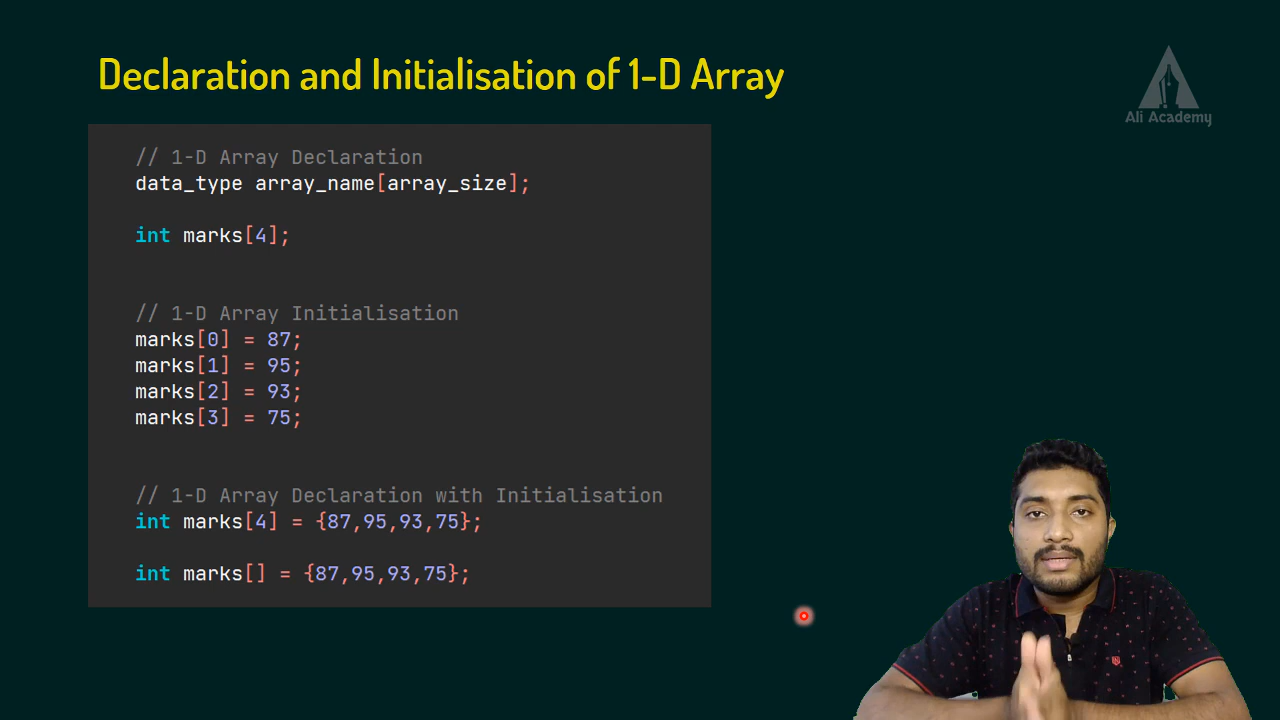 Declaration and Initialisation of 1-D Array
Ali Academy
// 1-D Array Declaration
data_type array_name[array_size];
int marks[4];
// 1-D Array Initialisation
marks[0] = 87;
marks[1] = 95;
marks[2] = 93;
marks[3] = 75;
// 1-D Array Declaration with Initialisation
int marks[4] = {87,95,93,75};
int marks[] = {87,95,93,75};